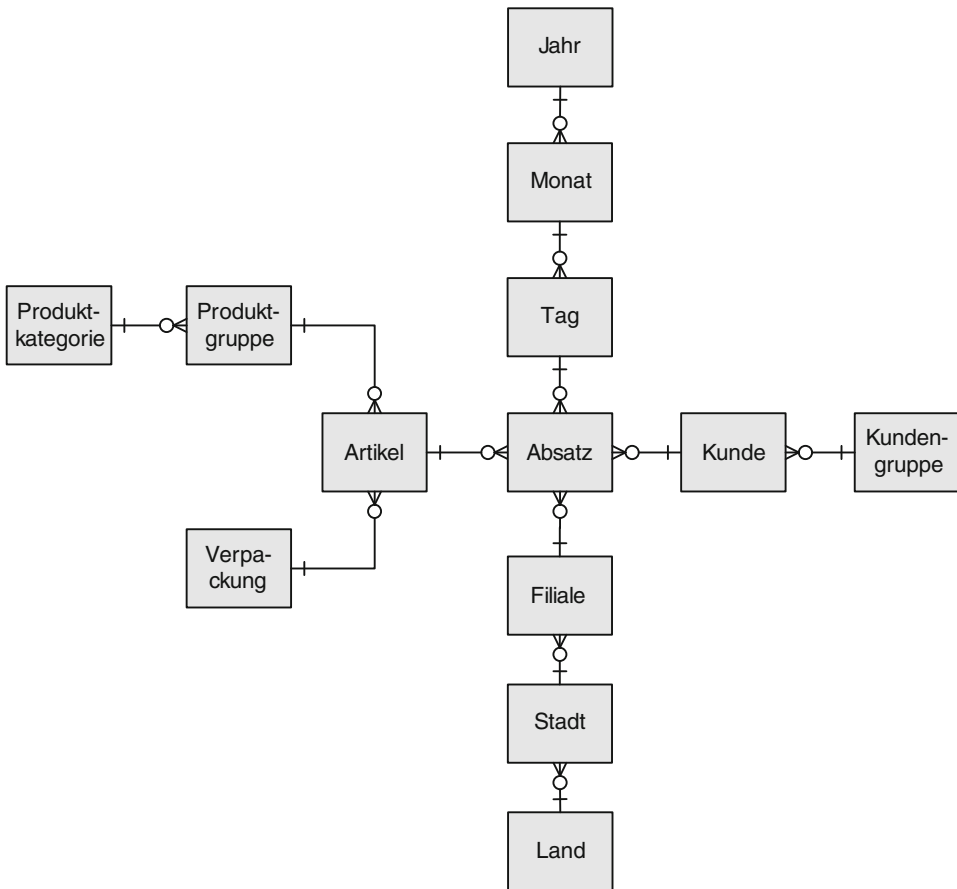 Jahr
Monat
Tag
Produkt-
kategorie
Produkt-
gruppe
Artikel
Absatz
Kunde
Kunden-
gruppe
Verpa-
ckung
Filiale
Stadt
Land